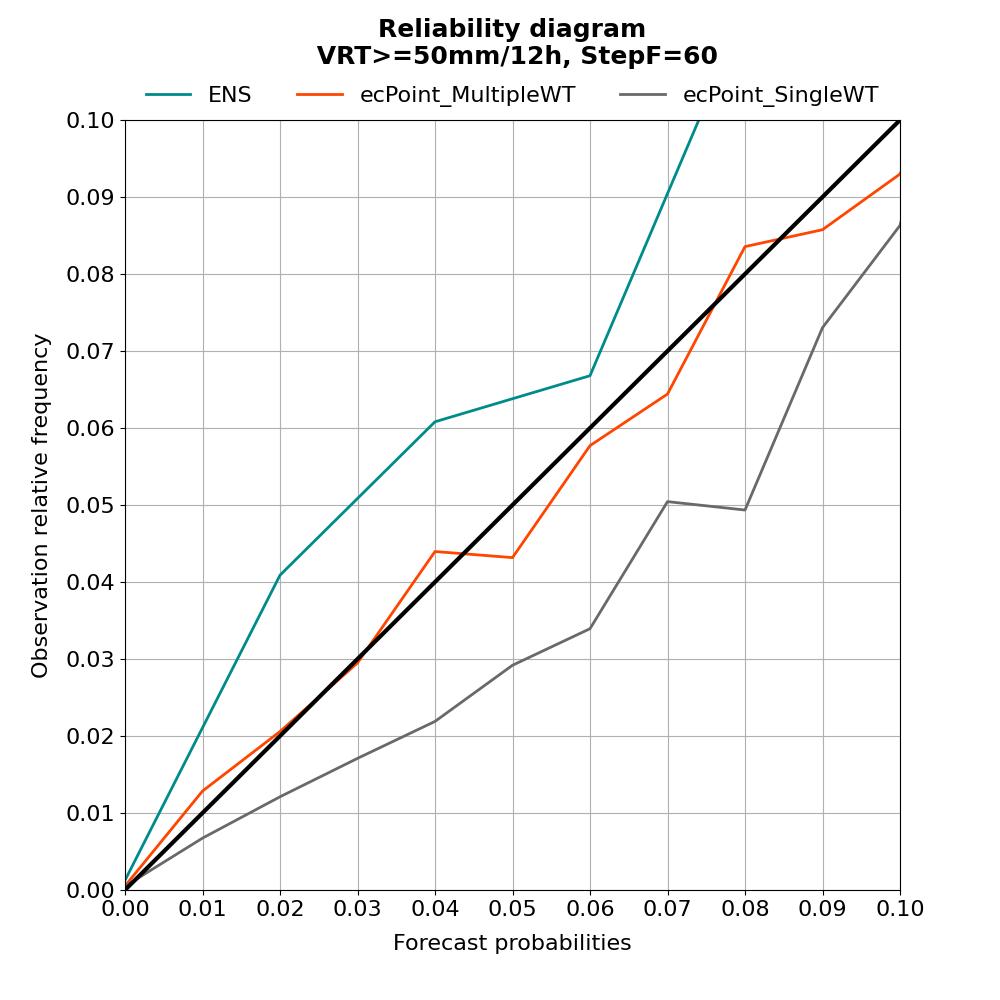 Reliability diagram
VRT>=50mm/12h, StepF=60
ENS ecPoint_MultipleWT ecPoint_SingleWT
0.10
0.09
0.08
0.07
0.06
0.05
0.04
0.03
0.02
0.01
0.00
Observation relative frequency
0.00 0.01 0.02 0.03 0.04 0.05 0.06 0.07 0.08 0.09 0.10
Forecast probabilities